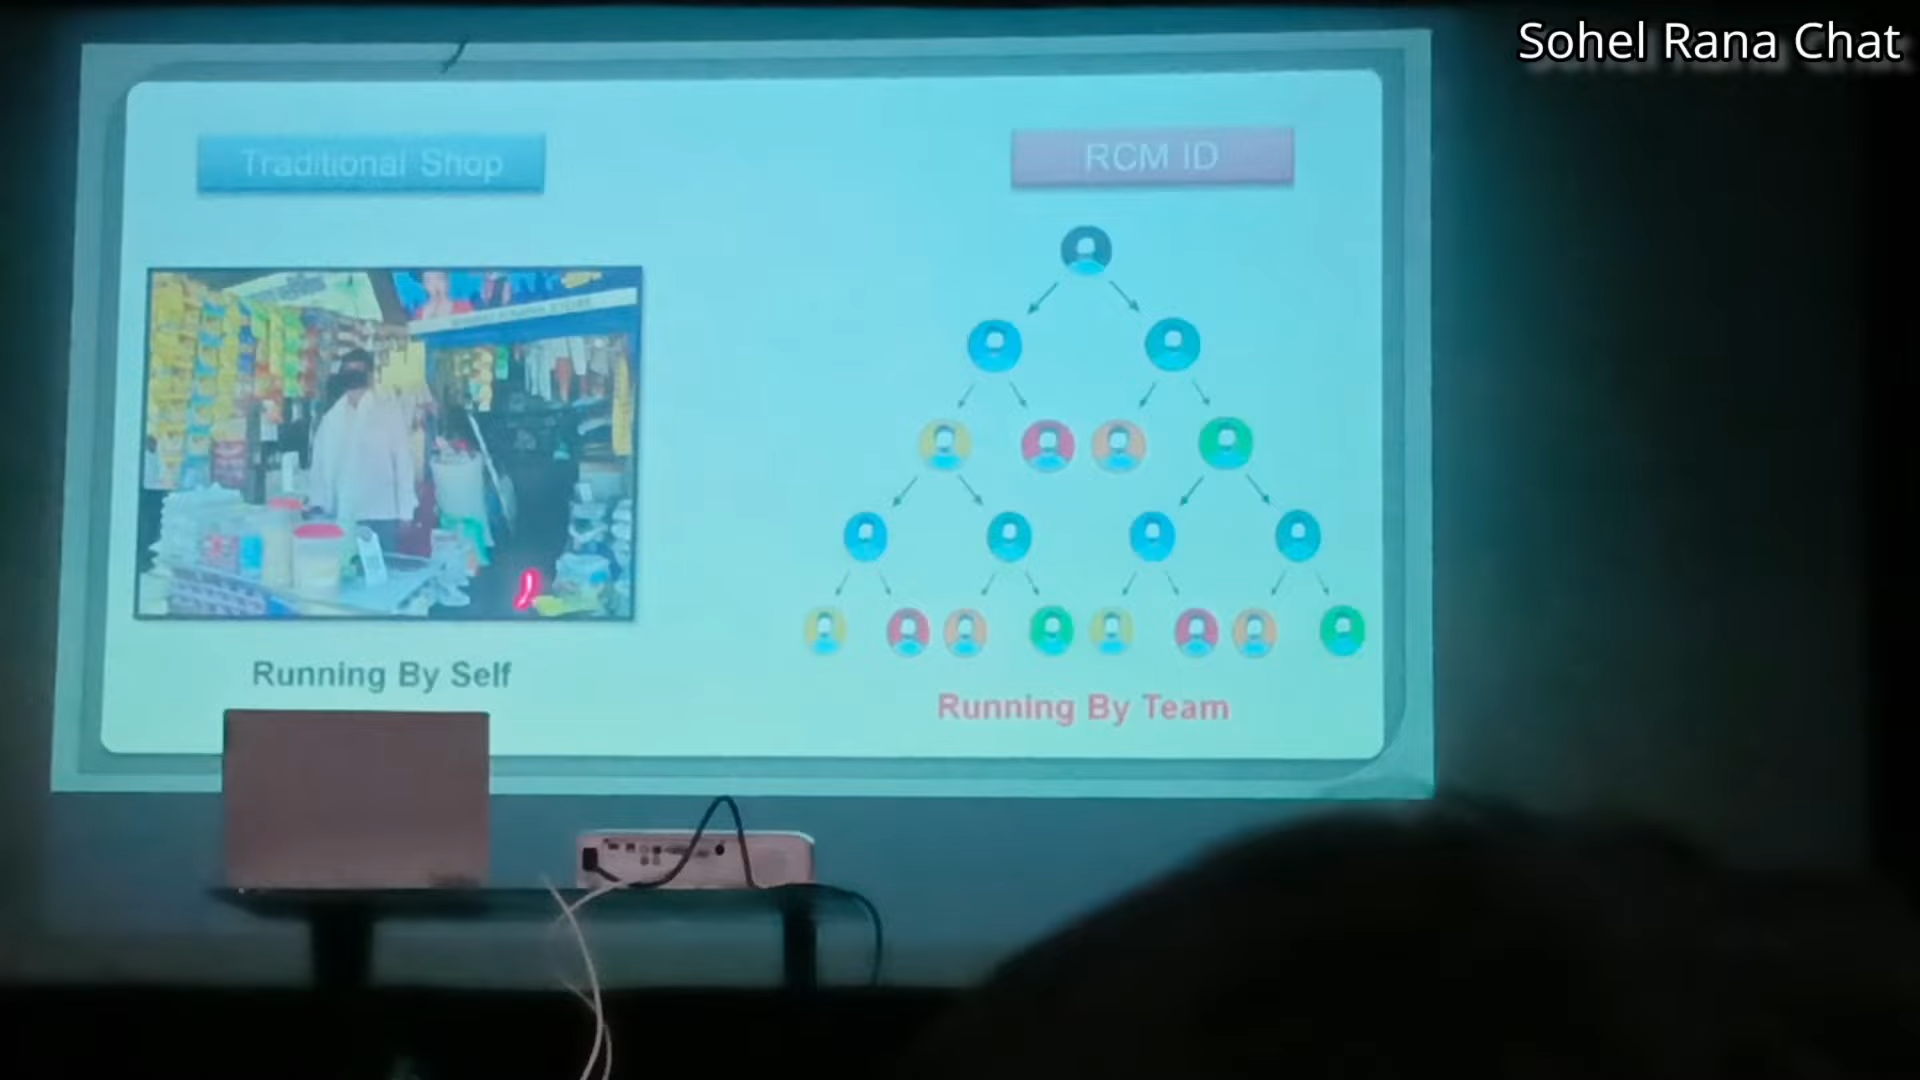 Sohel Rana Chat
Traditional Shop
RCM ID
Running By Self
Running By Team